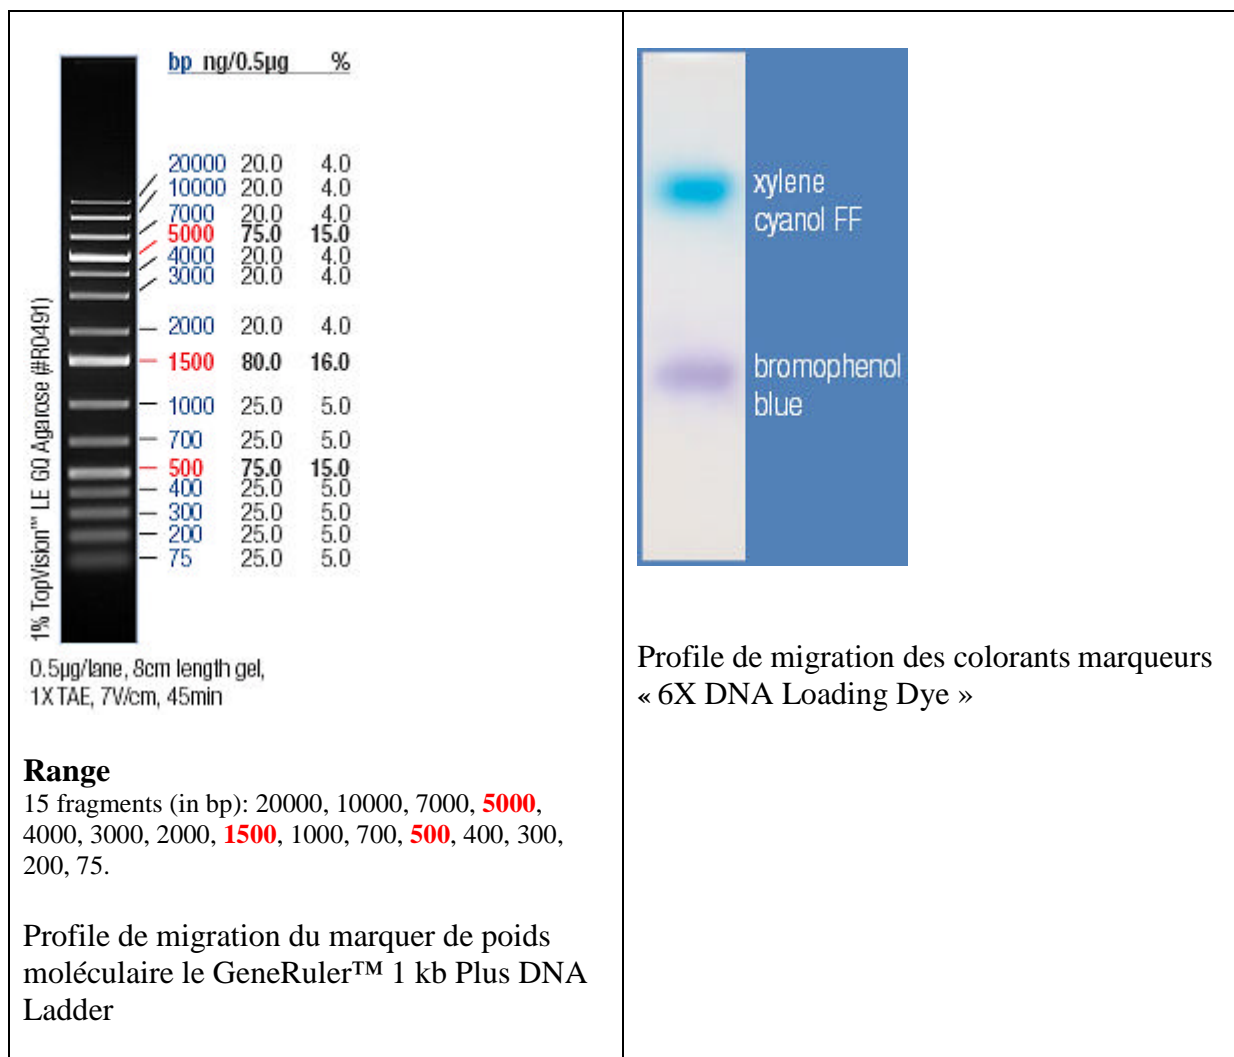 bp ng/0.5µg %
20000 20.0 4.0
10000 20.0 4.0
7000 20.0 4.0
5000 75.0 15.0
4000 20.0 4.0
3000 20.0 4.0
2000 20.0 4.0
1500 80.0 16.0
1000 25.0 5.0
700 25.0 5.0
500 75.0 15.0
400 25.0 5.0
300 25.0 5.0
200 25.0 5.0
75 25.0 5.0
1% TopVision™ LE GQ Agarose (#R0491)
0.5µg/lane, 8cm length gel,
1X TAE, 7V/cm, 45min
Range
15 fragments (in bp): 20000, 10000, 7000, 5000,
4000, 3000, 2000, 1500, 1000, 700, 500, 400, 300,
200, 75.
Profile de migration du marquer de poids
moléculaire le GeneRuler™ 1 kb Plus DNA
Ladder
xylene
cyanol FF
bromophenol
blue
Profile de migration des colorants marqueurs
« 6X DNA Loading Dye »